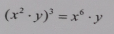 (x² · y)³ = x⁶ · y